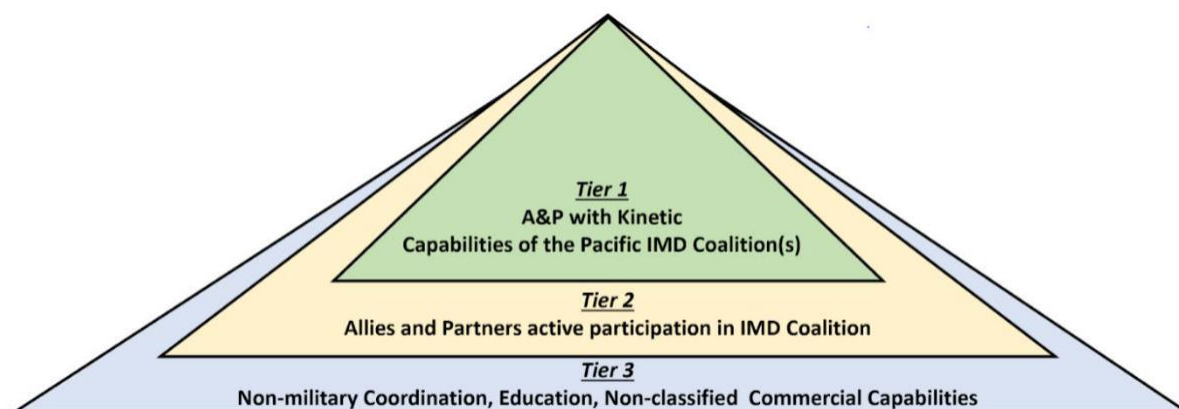 Tier 1
A&P with Kinetic
Capabilities of the Pacific IMD Coalition(s)
Tier 2
Allies and Partners active participation in IMD Coalition
Tier 3
Non-military Coordination, Education, Non-classified Commercial Capabilities